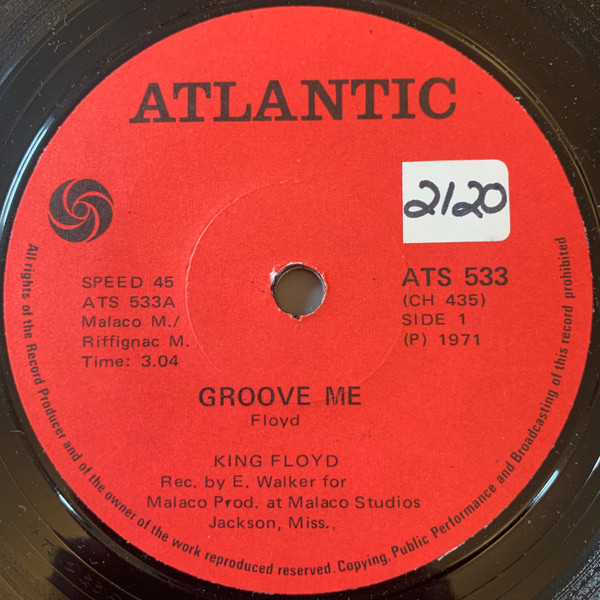 ATLANTIC
2120
SPEED 45
ATS 533A
Malaco M./
Riffignac M.
Time: 3.04
ATS 533
(CH 435)
SIDE 1
(P) 1971
GROOVE ME
Floyd
KING FLOYD
Rec. by E. Walker for
Malaco Prod. at Malaco Studios
Jackson, Miss.
All rights of the Record Producer and of the owner of the work reproduced reserved. Copying, Public Performance and Broadcasting of this record prohibited